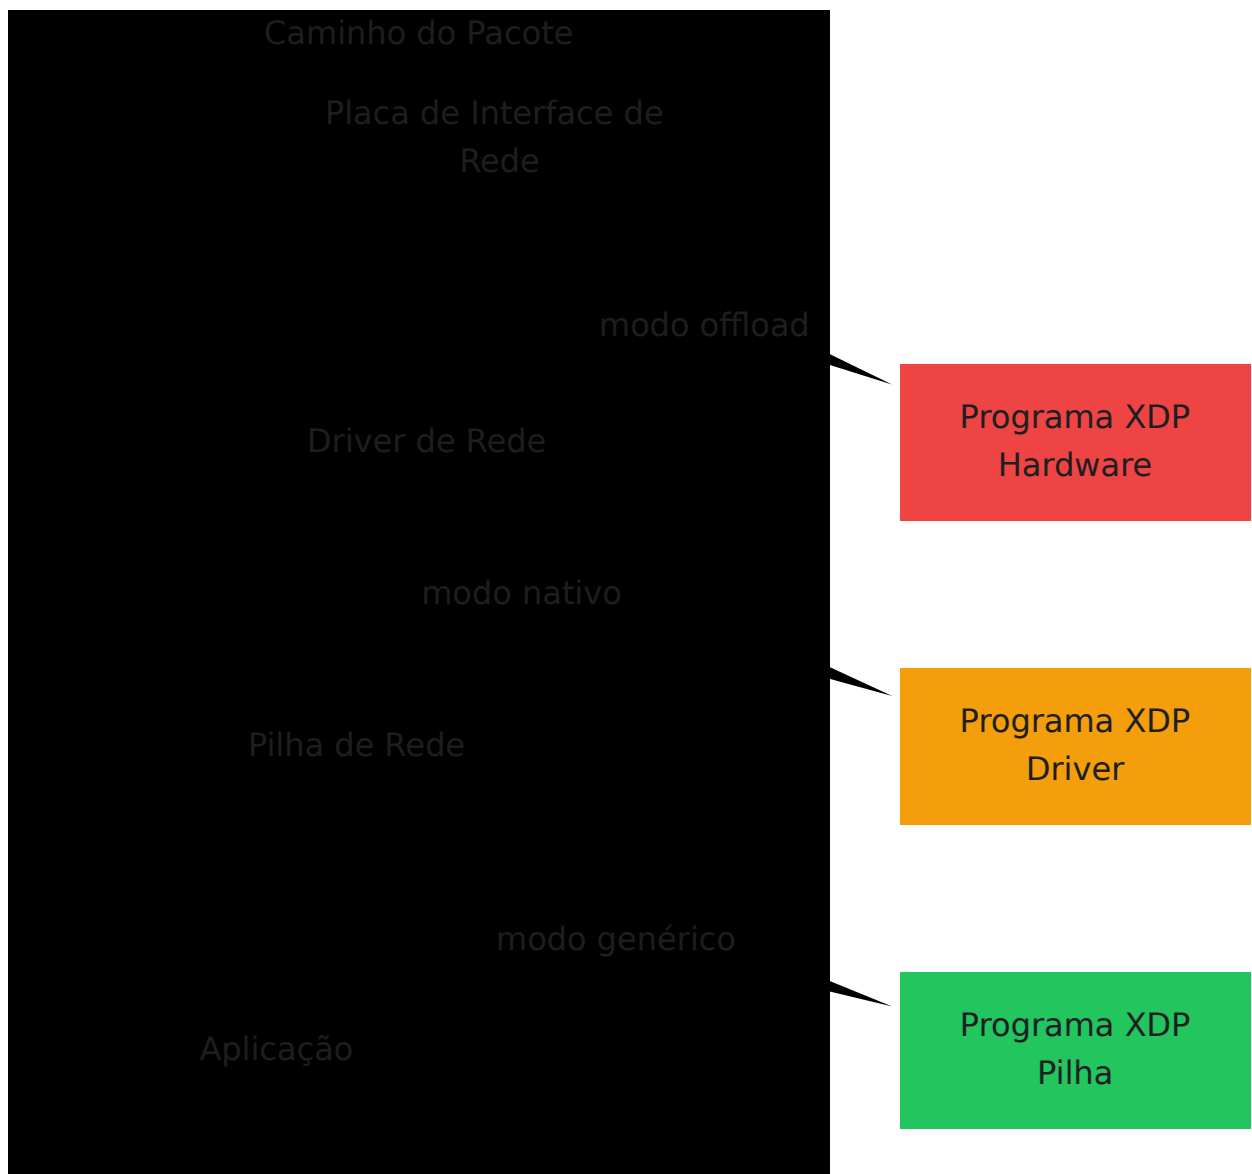 Caminho do Pacote
Placa de Interface de
Rede
modo offload
Programa XDP
Hardware
Driver de Rede
modo nativo
Programa XDP
Driver
Pilha de Rede
modo genérico
Programa XDP
Pilha
Aplicação